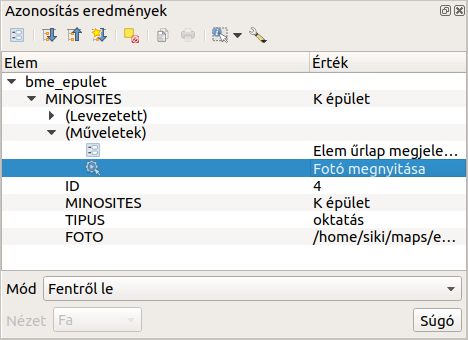 Azonosítás eredmények
Elem Érték
bme_epulet
MINOSITES K épület
(Levezetett)
(Műveletek)
Elem űrlap megjele...
Fotó megnyitása
ID 4
MINOSITES K épület
TIPUS oktatás
FOTO /home/siki/maps/e...
Mód Fentről le
Nézet Fa Súgó